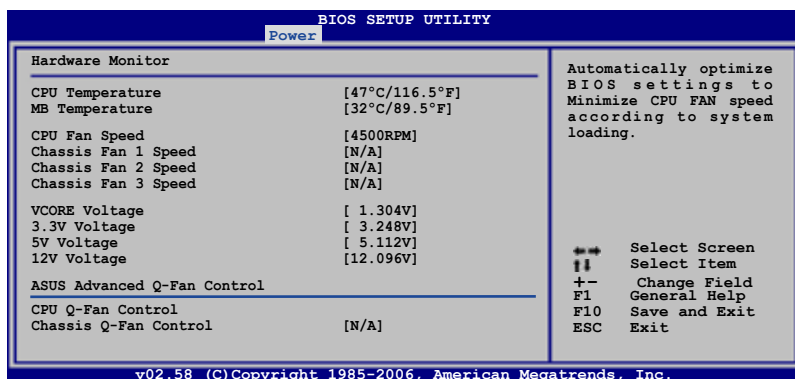 BIOS SETUP UTILITY
Power
Hardware Monitor
CPU Temperature [47°C/116.5°F]
MB Temperature [32°C/89.5°F]
CPU Fan Speed [4500RPM]
Chassis Fan 1 Speed [N/A]
Chassis Fan 2 Speed [N/A]
Chassis Fan 3 Speed [N/A]
VCORE Voltage [ 1.304V]
3.3V Voltage [ 3.248V]
5V Voltage [ 5.112V]
12V Voltage [12.096V]
ASUS Advanced Q-Fan Control
CPU Q-Fan Control
Chassis Q-Fan Control [N/A]
Automatically optimize
BIOS settings to
Minimize CPU FAN speed
according to system
loading.
←→ Select Screen
↑↓ Select Item
+- Change Field
F1 General Help
F10 Save and Exit
ESC Exit
v02.58 (C)Copyright 1985-2006, American Megatrends, Inc.